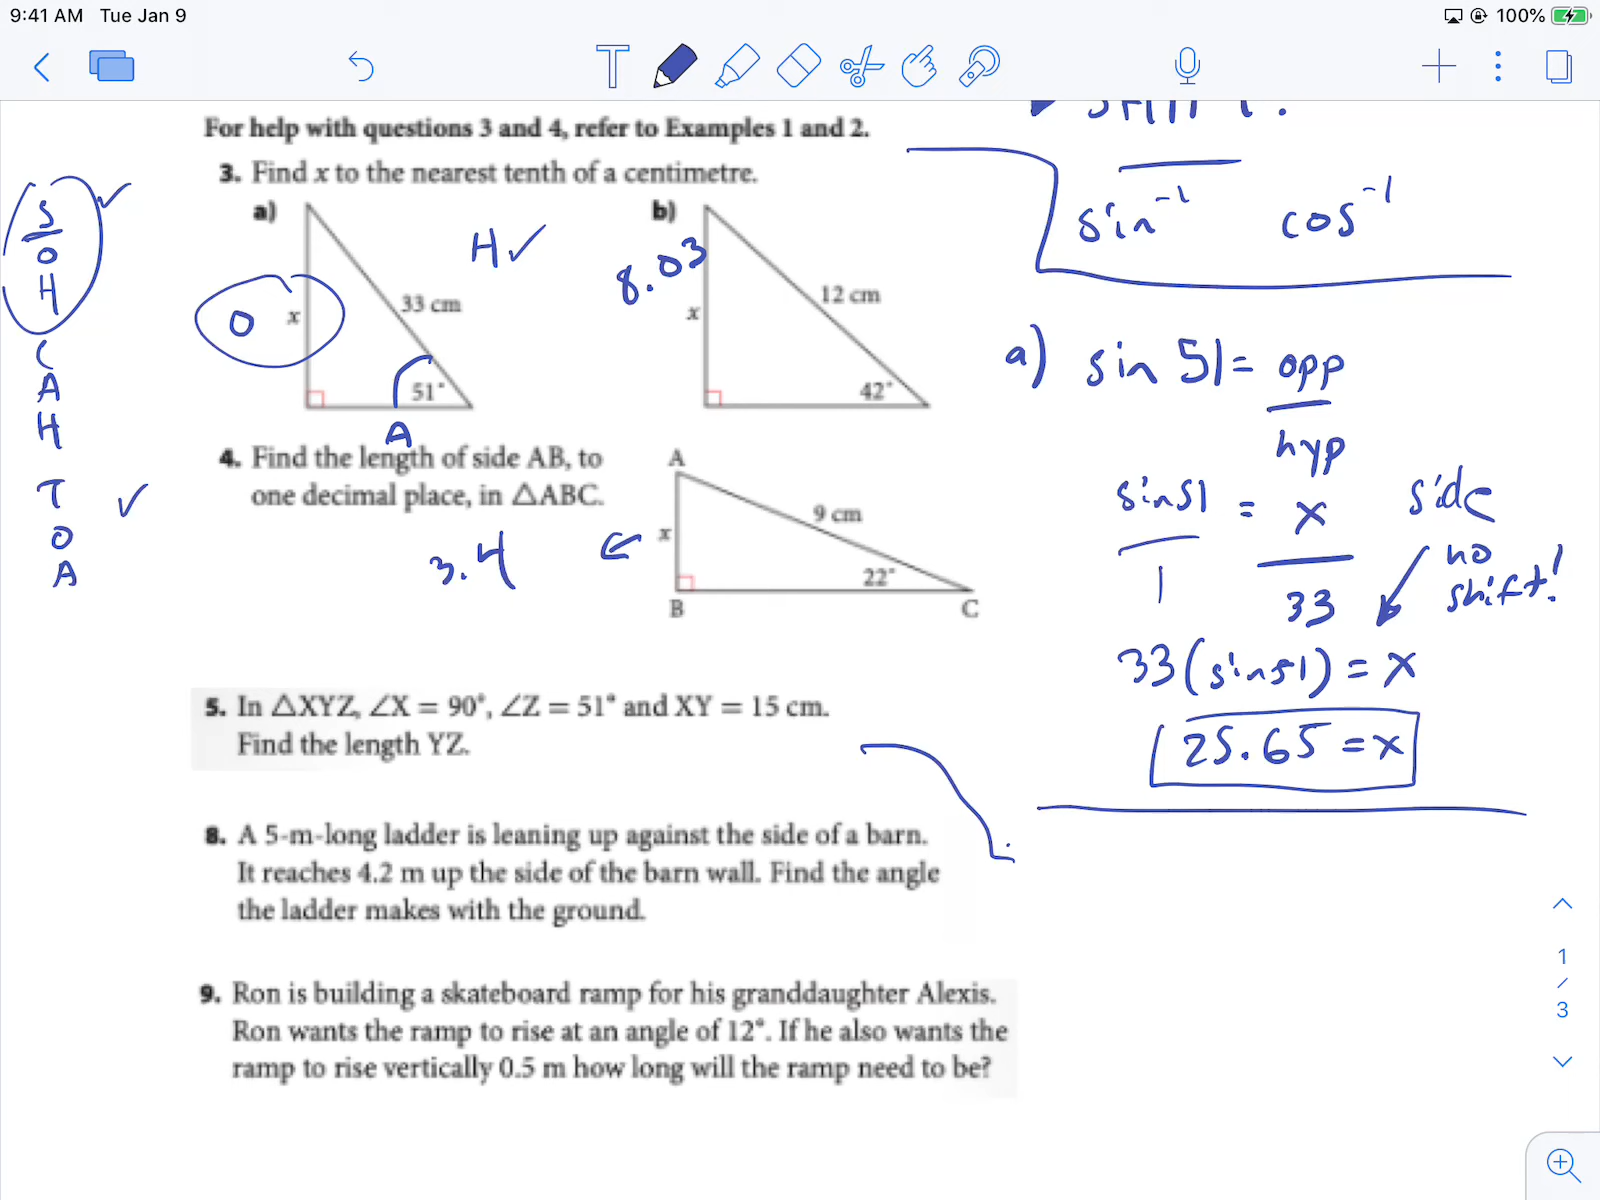 9:41 AM Tue Jan 9
100%
For help with questions 3 and 4, refer to Examples 1 and 2.
3. Find x to the nearest tenth of a centimetre.
a)
x
33 cm
51°
O
H✓
A
b)
8.03
x
12 cm
42°
S
O
H
C
A
H
T
O
A
✓
✓
4. Find the length of side AB, to
one decimal place, in △ABC.
3.4 ←
A
x
9 cm
22°
B
C
5. In △XYZ, ∠X = 90°, ∠Z = 51° and XY = 15 cm.
Find the length YZ.
8. A 5-m-long ladder is leaning up against the side of a barn.
It reaches 4.2 m up the side of the barn wall. Find the angle
the ladder makes with the ground.
9. Ron is building a skateboard ramp for his granddaughter Alexis.
Ron wants the ramp to rise at an angle of 12°. If he also wants the
ramp to rise vertically 0.5 m how long will the ramp need to be?
sin⁻¹ cos⁻¹
a) sin 51 = opp
hyp
sin51 = x
1 33
side
no
shift!
33(sin51) = x
25.65 = x
1
/
3